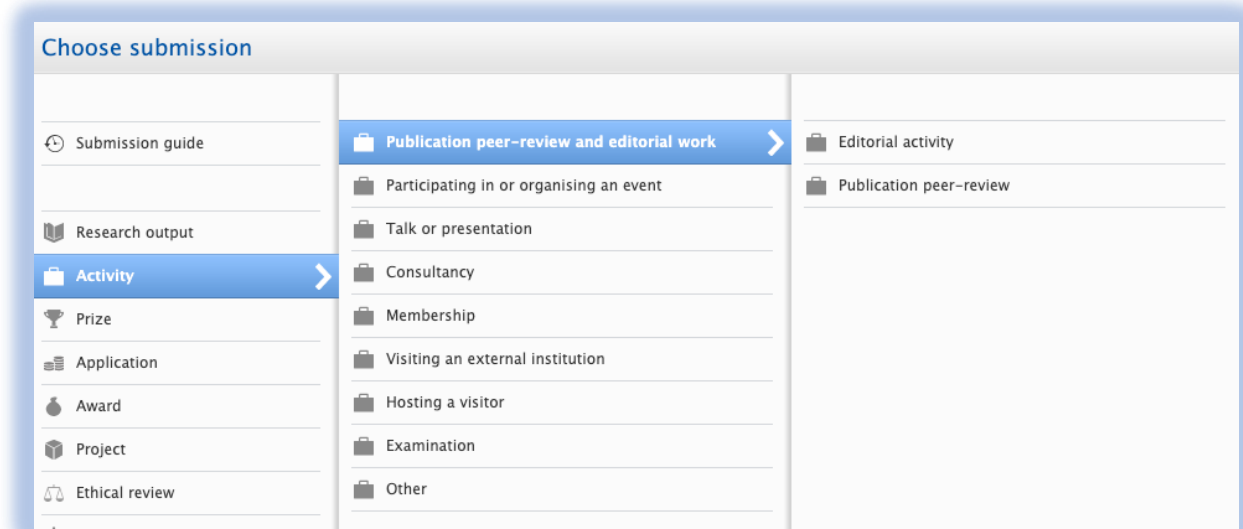 Choose submission
Submission guide
Research output
Activity
Prize
Application
Award
Project
Ethical review
Publication peer-review and editorial work
Participating in or organising an event
Talk or presentation
Consultancy
Membership
Visiting an external institution
Hosting a visitor
Examination
Other
Editorial activity
Publication peer-review